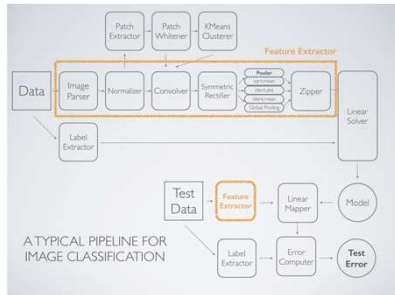 Patch
Extractor
Patch
Whitener
KMeans
Clusterer
Feature Extractor
Data
Image
Parser
Normalizer
Convolver
Symmetric
Rectifier
Pooler
Global Pooling
Zipper
Linear
Solver
Label
Extractor
Test
Data
Feature
Extractor
Linear
Mapper
Model
Label
Extractor
Error
Computer
Test
Error
A TYPICAL PIPELINE FOR
IMAGE CLASSIFICATION